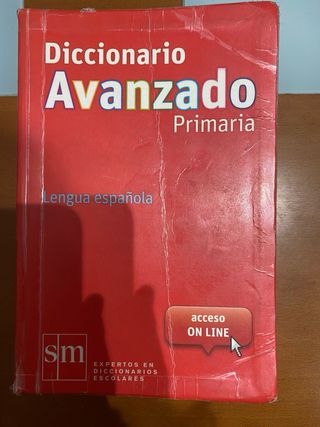 Diccionario
Avanzado
Primaria
Lengua española
acceso
ON LINE
sm
EXPERTOS EN
DICCIONARIOS
ESCOLARES